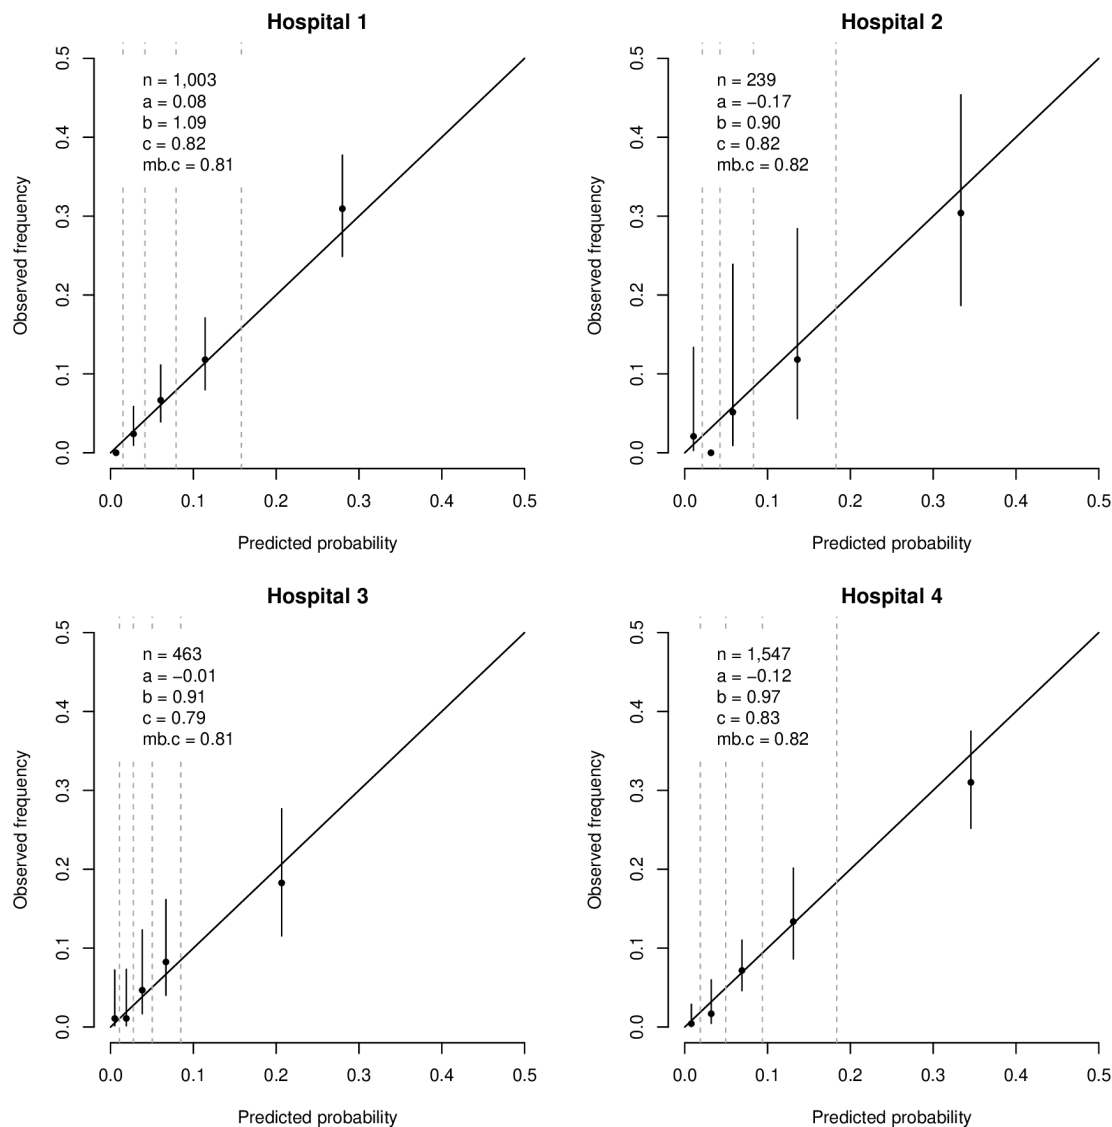 Hospital 1
n = 1,003
a = 0.08
b = 1.09
c = 0.82
mb.c = 0.81
Observed frequency
0.5
0.4
0.3
0.2
0.1
0.0
0.0 0.1 0.2 0.3 0.4 0.5
Predicted probability
Hospital 2
n = 239
a = −0.17
b = 0.90
c = 0.82
mb.c = 0.82
Observed frequency
0.5
0.4
0.3
0.2
0.1
0.0
0.0 0.1 0.2 0.3 0.4 0.5
Predicted probability
Hospital 3
n = 463
a = −0.01
b = 0.91
c = 0.79
mb.c = 0.81
Observed frequency
0.5
0.4
0.3
0.2
0.1
0.0
0.0 0.1 0.2 0.3 0.4 0.5
Predicted probability
Hospital 4
n = 1,547
a = −0.12
b = 0.97
c = 0.83
mb.c = 0.82
Observed frequency
0.5
0.4
0.3
0.2
0.1
0.0
0.0 0.1 0.2 0.3 0.4 0.5
Predicted probability